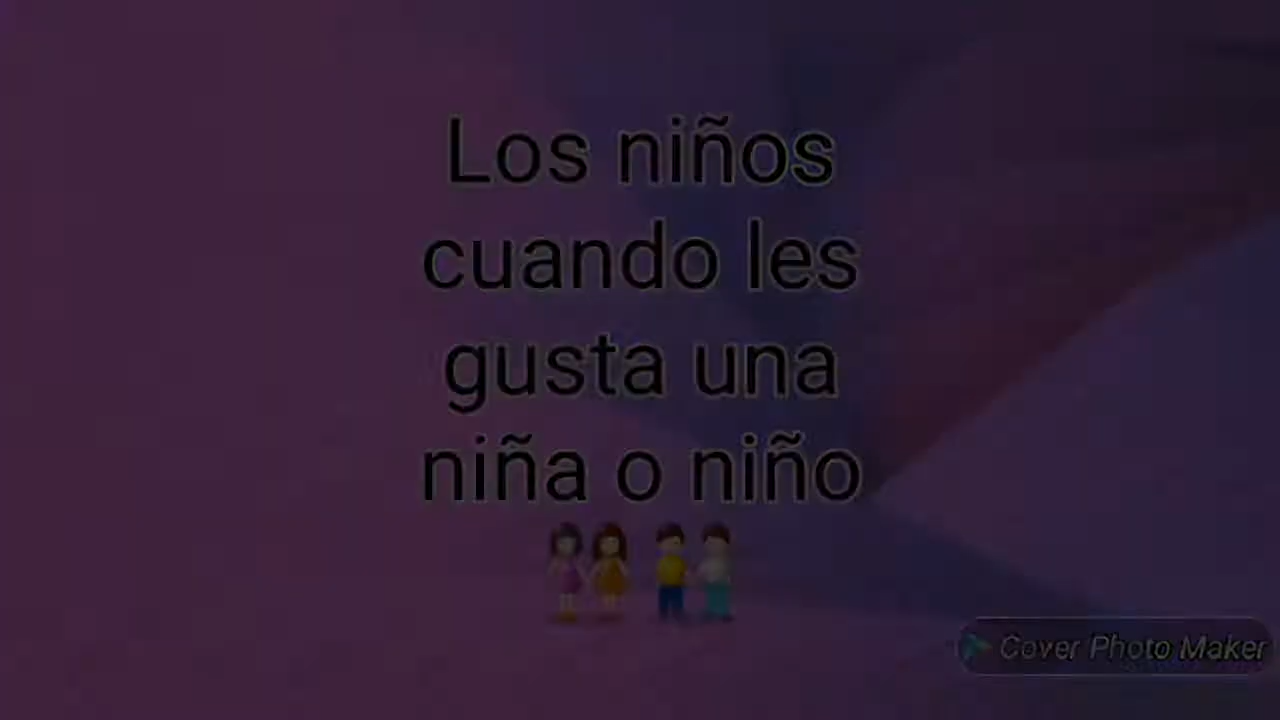 Los niños
cuando les
gusta una
niña o niño
Cover Photo Maker